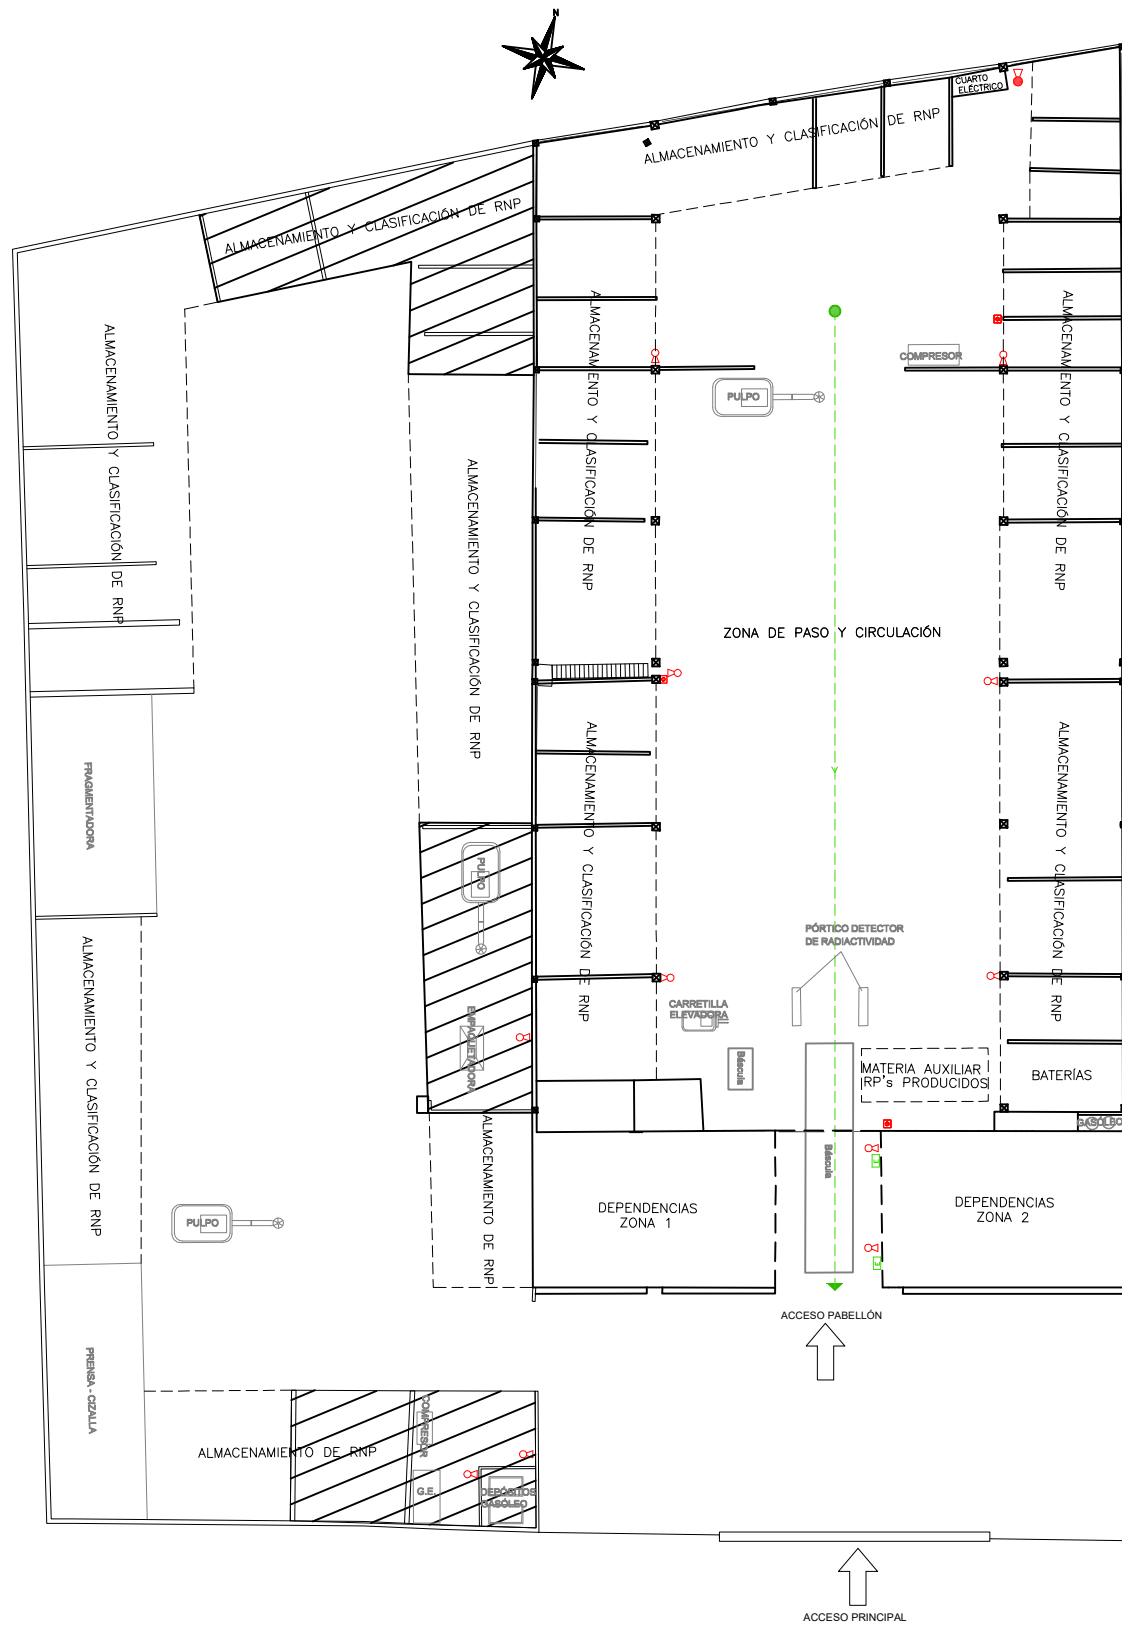 N
CUARTO
ELÉCTRICO
ALMACENAMIENTO Y CLASIFICACIÓN DE RNP
ALMACENAMIENTO Y CLASIFICACIÓN DE RNP
ALMACENAMIENTO Y CLASIFICACIÓN DE RNP
ALMACENAMIENTO Y CLASIFICACIÓN DE RNP
ALMACENAMIENTO Y CLASIFICACIÓN DE RNP
ALMACENAMIENTO Y CLASIFICACIÓN DE RNP
COMPRESOR
PULPO
ZONA DE PASO Y CIRCULACIÓN
FRAGMENTADORA
ALMACENAMIENTO Y CLASIFICACIÓN DE RNP
ALMACENAMIENTO Y CLASIFICACIÓN DE RNP
PULPO
PÓRTICO DETECTOR
DE RADIACTIVIDAD
ALMACENAMIENTO Y CLASIFICACIÓN DE RNP
CARRETILLA
ELEVADORA
EMPAQUETADORA
Báscula
MATERIA AUXILIAR
RP's PRODUCIDOS
BATERÍAS
GASÓLEO
ALMACENAMIENTO DE RNP
Báscula
DEPENDENCIAS
ZONA 1
DEPENDENCIAS
ZONA 2
PULPO
ACCESO PABELLÓN
PRENSA - CIZALLA
COMPRESOR
ALMACENAMIENTO DE RNP
G.E.
DEPÓSITOS
GASÓLEO
ACCESO PRINCIPAL